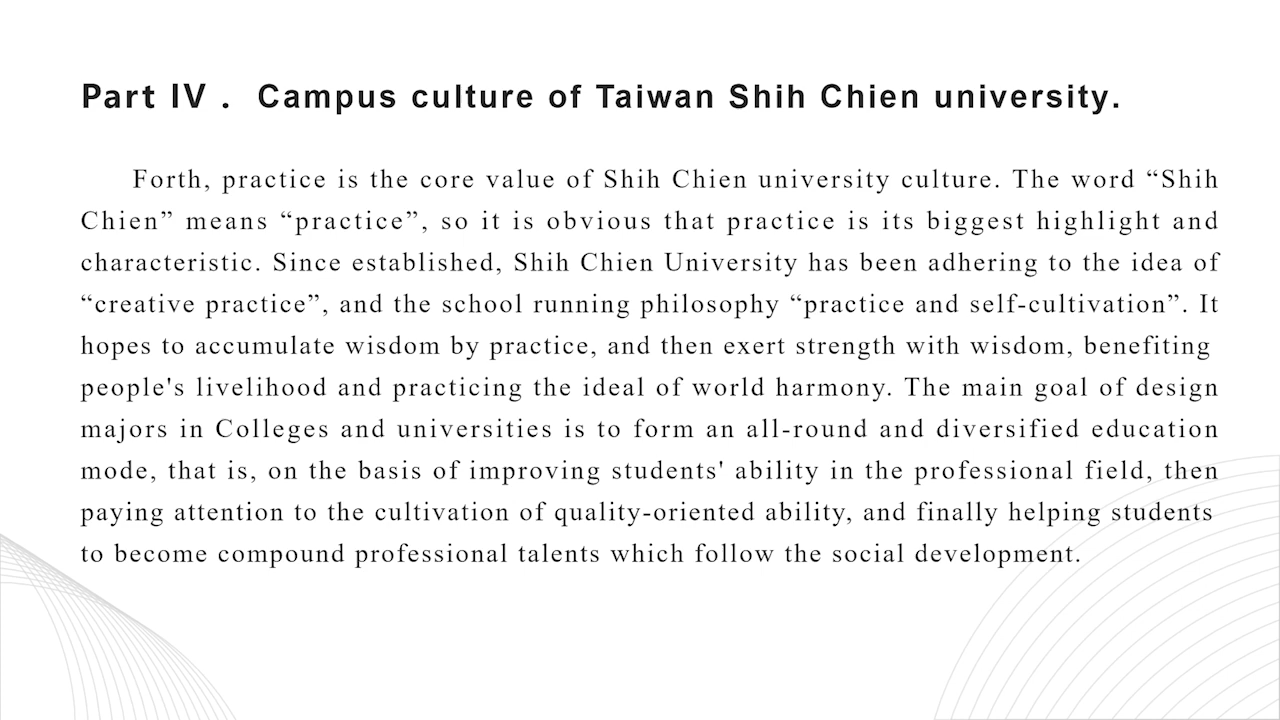 Part IV． Campus culture of Taiwan Shih Chien university.
Forth, practice is the core value of Shih Chien university culture. The word “Shih
Chien” means “practice”, so it is obvious that practice is its biggest highlight and
characteristic. Since established, Shih Chien University has been adhering to the idea of
“creative practice”, and the school running philosophy “practice and self-cultivation”. It
hopes to accumulate wisdom by practice, and then exert strength with wisdom, benefiting
people's livelihood and practicing the ideal of world harmony. The main goal of design
majors in Colleges and universities is to form an all-round and diversified education
mode, that is, on the basis of improving students' ability in the professional field, then
paying attention to the cultivation of quality-oriented ability, and finally helping students
to become compound professional talents which follow the social development.